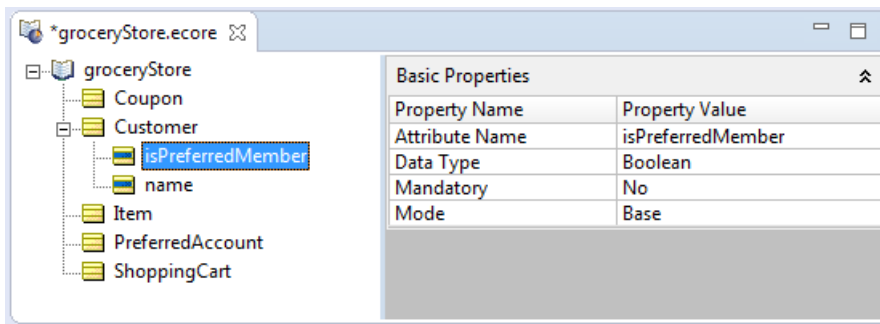 *groceryStore.ecore
groceryStore
Coupon
Customer
isPreferredMember
name
Item
PreferredAccount
ShoppingCart
Basic Properties
Property Name Property Value
Attribute Name isPreferredMember
Data Type Boolean
Mandatory No
Mode Base